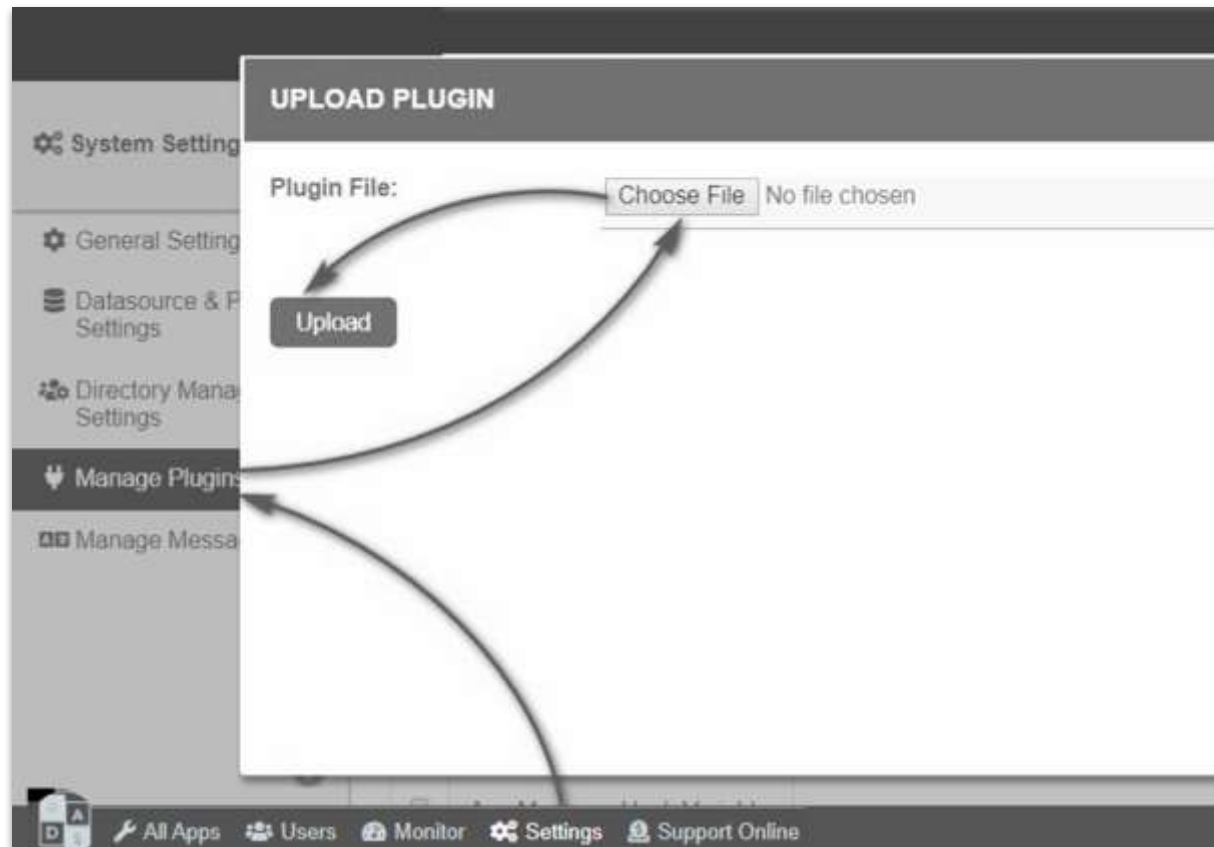 UPLOAD PLUGIN
System Setting
Plugin File:
Choose File No file chosen
General Setting
Datasource & P
Settings
Upload
Directory Mana
Settings
Manage Plugins
Manage Messa
D A S
All Apps Users Monitor Settings Support Online